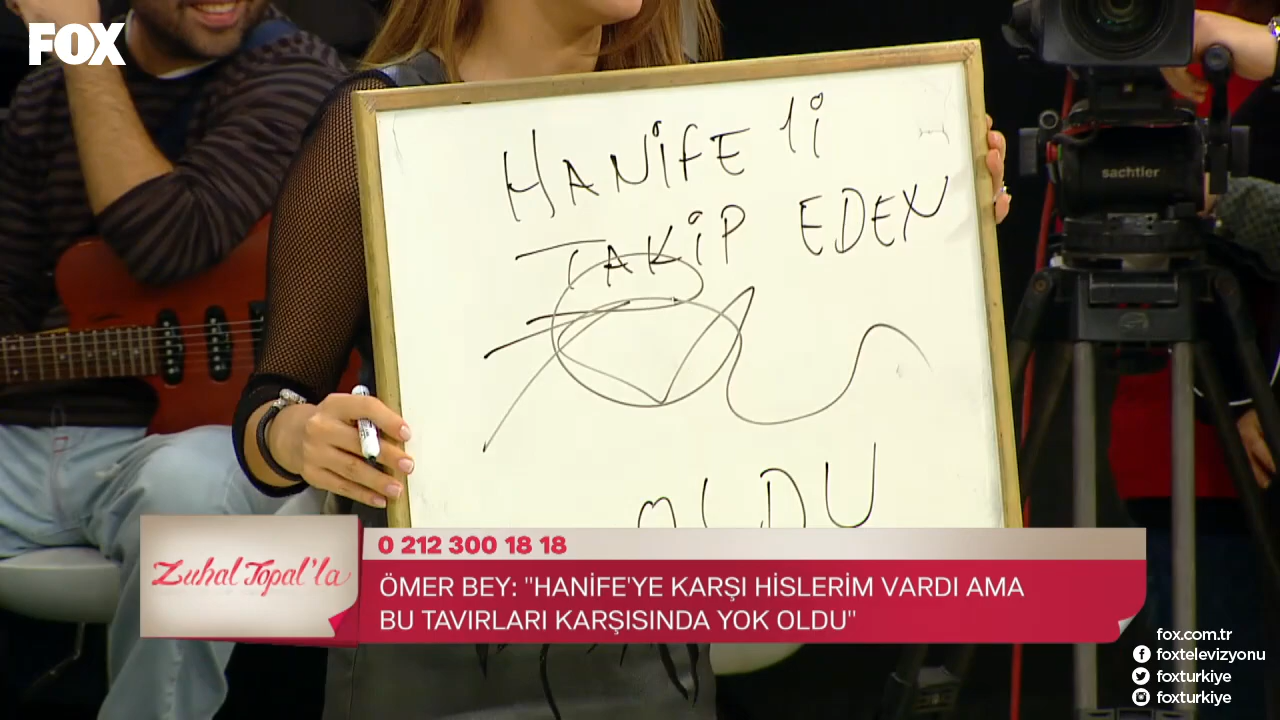 FOX
HANİFE'Yİ
TAKİP EDEN
OLDU
sachtler
0 212 300 18 18
Zuhal Topal'la
ÖMER BEY: "HANİFE'YE KARŞI HİSLERİM VARDI AMA
BU TAVIRLARI KARŞISINDA YOK OLDU"
fox.com.tr
foxtelevizyonu
foxturkiye
foxturkiye